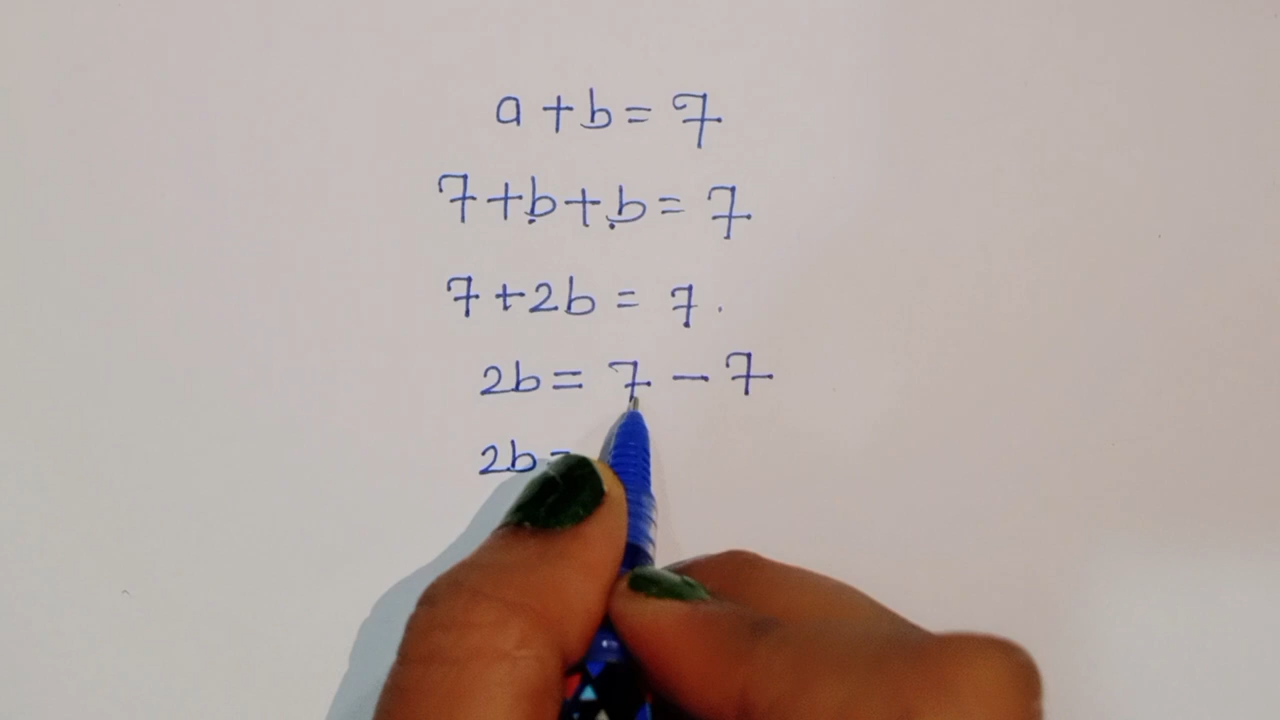 a + b = 7
7 + b + b = 7
7 + 2b = 7.
2b = 7 - 7
2b =